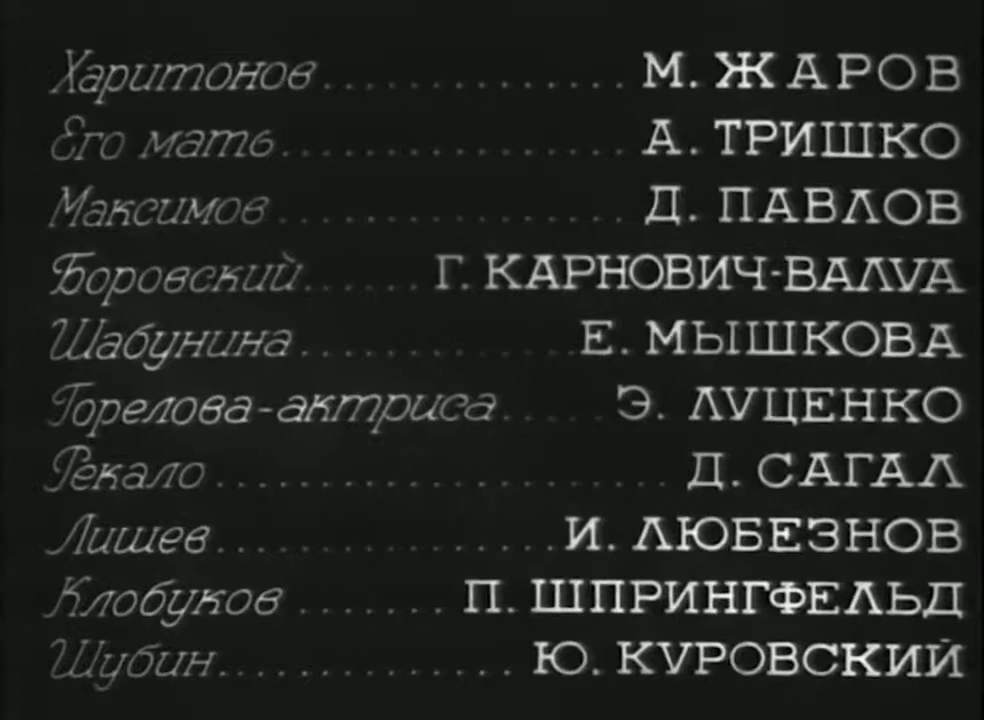 Харитонов.............М. ЖАРОВ
Его мать...............А. ТРИШКО
Максимов...............Д. ПАВЛОВ
Боровский......Г. КАРНОВИЧ-ВАЛУА
Шабунина............Е. МЫШКОВА
Горелова-актриса.....Э. ЛУЦЕНКО
Рекало....................Д. САГАЛ
Лишев...............И. ЛЮБЕЗНОВ
Клобуков.......П. ШПРИНГФЕЛЬД
Шубин.............Ю. КУРОВСКИЙ